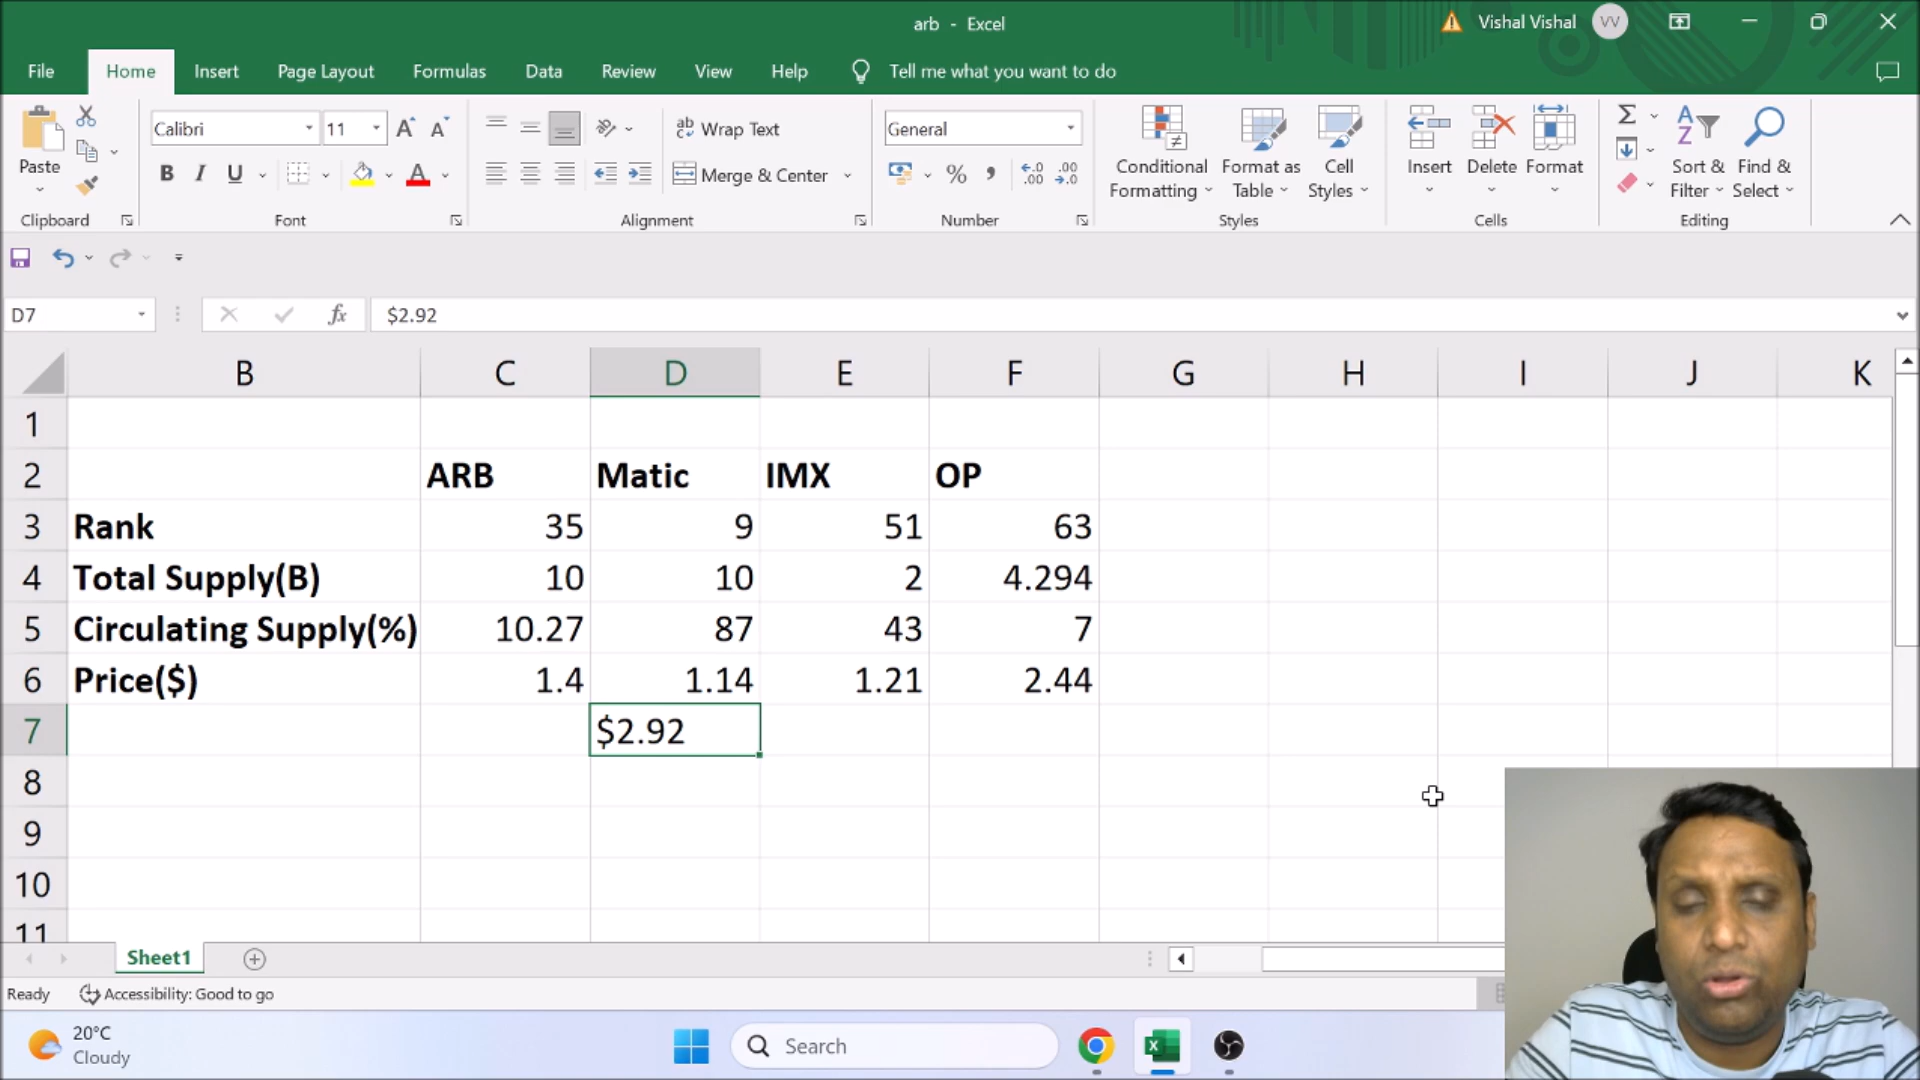 arb - Excel
Vishal Vishal VV
File Home Insert Page Layout Formulas Data Review View Help Tell me what you want to do
Paste
Clipboard
Calibri 11
B I U
Font
Wrap Text
Merge & Center
Alignment
General
Number
Conditional Formatting
Format as Table
Cell Styles
Styles
Insert Delete Format
Cells
Sort & Filter
Find & Select
Editing
D7 fx $2.92
B C D E F G H I J K
1
2 ARB Matic IMX OP
3 Rank 35 9 51 63
4 Total Supply(B) 10 10 2 4.294
5 Circulating Supply(%) 10.27 87 43 7
6 Price($) 1.4 1.14 1.21 2.44
7 $2.92
8
9
10
11
Sheet1
Ready Accessibility: Good to go
20°C
Cloudy
Search